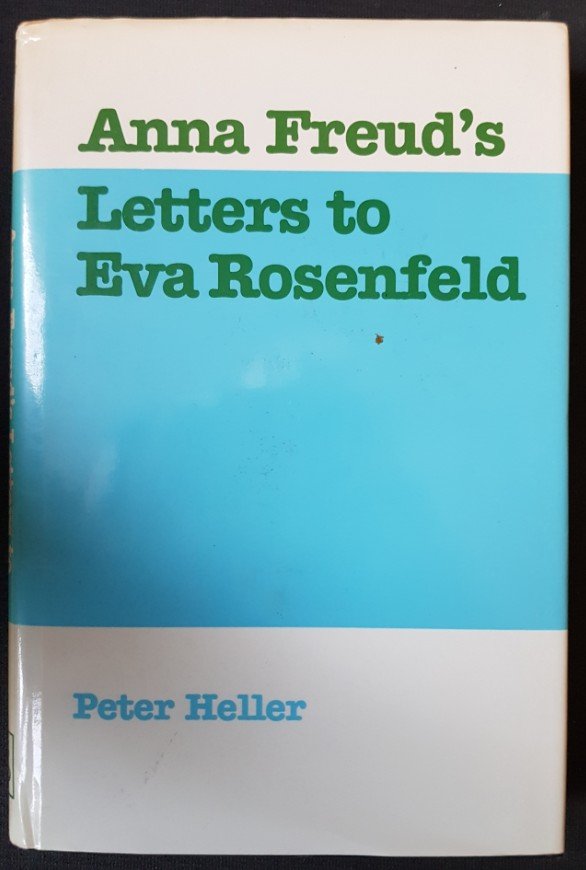 Anna Freud's
Letters to
Eva Rosenfeld
Peter Heller